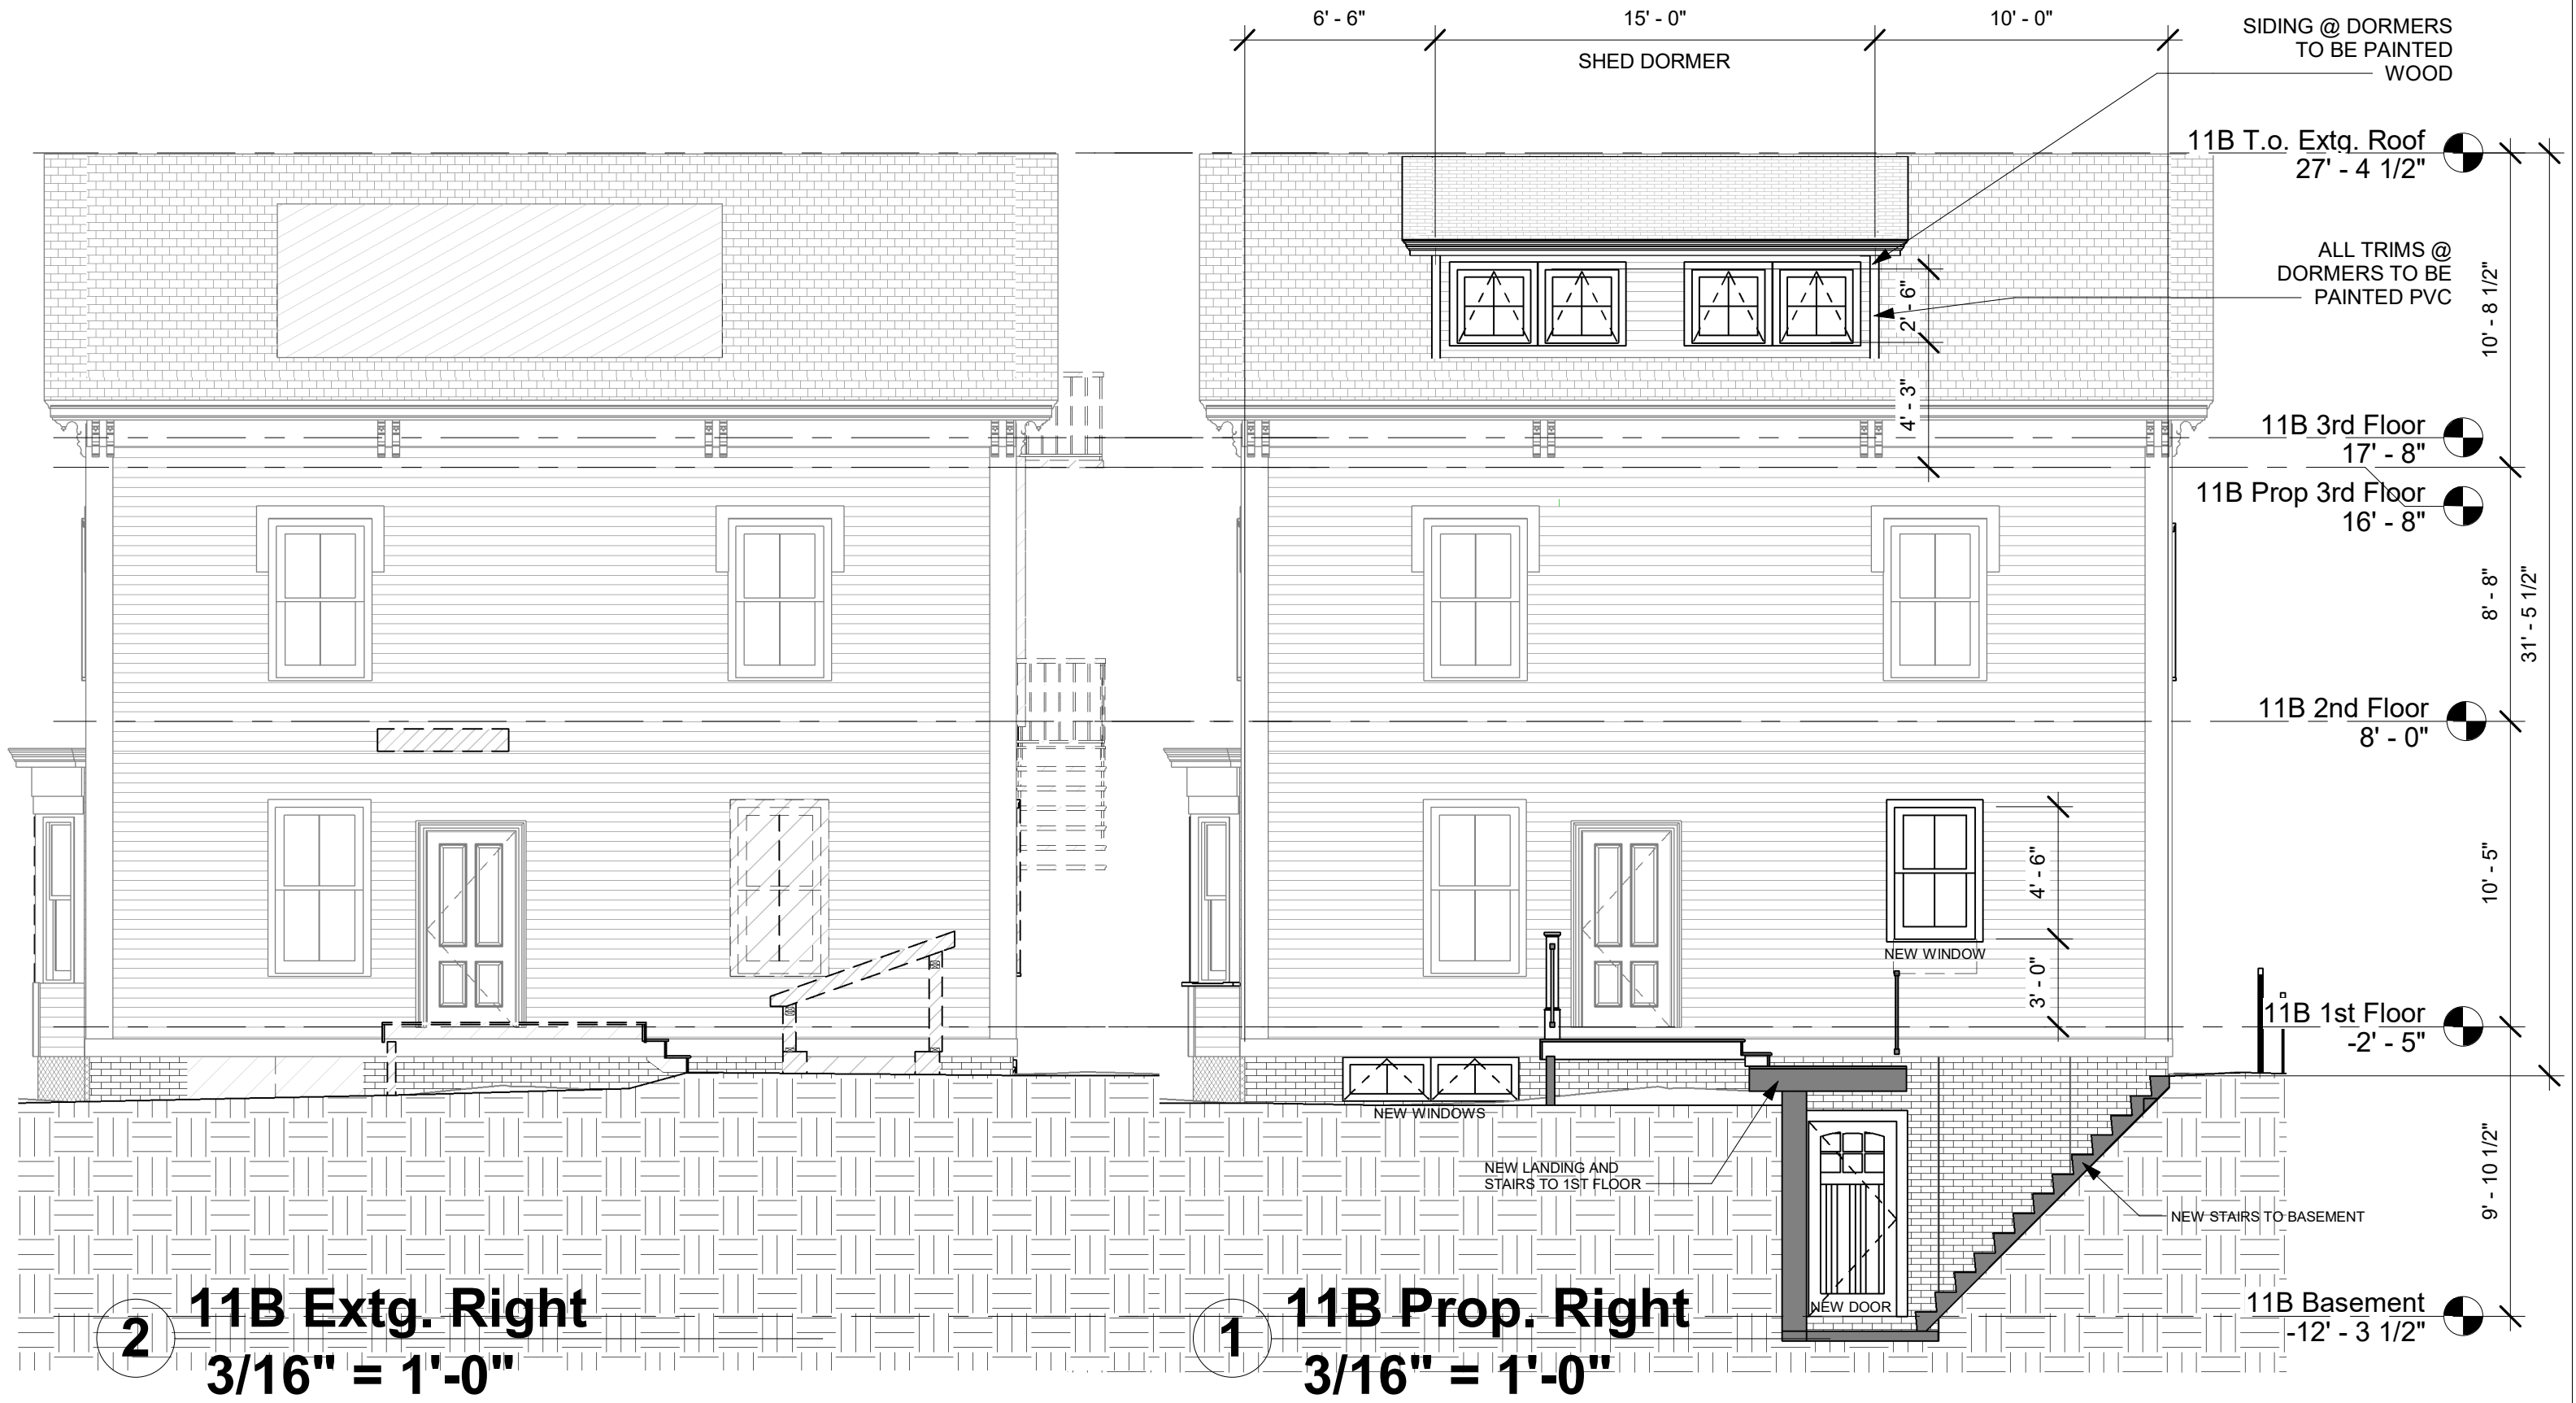 6' - 6"
15' - 0"
10' - 0"
SHED DORMER
SIDING @ DORMERS
TO BE PAINTED
WOOD
11B T.o. Extg. Roof
27' - 4 1/2"
ALL TRIMS @
DORMERS TO BE
PAINTED PVC
2' - 6"
10' - 8 1/2"
4' - 3"
11B 3rd Floor
17' - 8"
11B Prop 3rd Floor
16' - 8"
8' - 8"
31' - 5 1/2"
11B 2nd Floor
8' - 0"
4' - 6"
10' - 5"
NEW WINDOW
3' - 0"
11B 1st Floor
-2' - 5"
NEW WINDOWS
NEW LANDING AND
STAIRS TO 1ST FLOOR
9' - 10 1/2"
NEW STAIRS TO BASEMENT
NEW DOOR
11B Basement
-12' - 3 1/2"
2
11B Extg. Right
3/16" = 1'-0"
1
11B Prop. Right
3/16" = 1'-0"